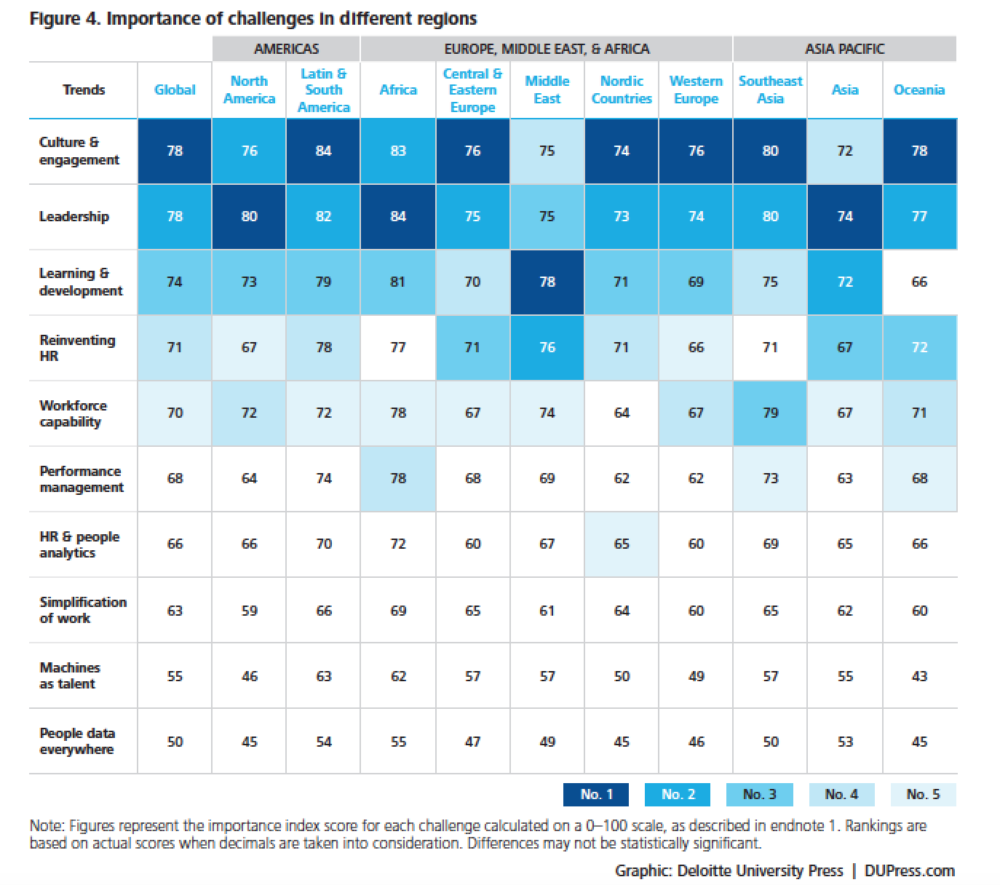 Figure 4. Importance of challenges in different regions
AMERICAS EUROPE, MIDDLE EAST, & AFRICA ASIA PACIFIC
Trends Global North America Latin & South America Africa Central & Eastern Europe Middle East Nordic Countries Western Europe Southeast Asia Asia Oceania
Culture & engagement 78 76 84 83 76 75 74 76 80 72 78
Leadership 78 80 82 84 75 75 73 74 80 74 77
Learning & development 74 73 79 81 70 78 71 69 75 72 66
Reinventing HR 71 67 78 77 71 76 71 66 71 67 72
Workforce capability 70 72 72 78 67 74 64 67 79 67 71
Performance management 68 64 74 78 68 69 62 62 73 63 68
HR & people analytics 66 66 70 72 60 67 65 60 69 65 66
Simplification of work 63 59 66 69 65 61 64 60 65 62 60
Machines as talent 55 46 63 62 57 57 50 49 57 55 43
People data everywhere 50 45 54 55 47 49 45 46 50 53 45
No. 1 No. 2 No. 3 No. 4 No. 5
Note: Figures represent the importance index score for each challenge calculated on a 0–100 scale, as described in endnote 1. Rankings are
based on actual scores when decimals are taken into consideration. Differences may not be statistically significant.
Graphic: Deloitte University Press | DUPress.com